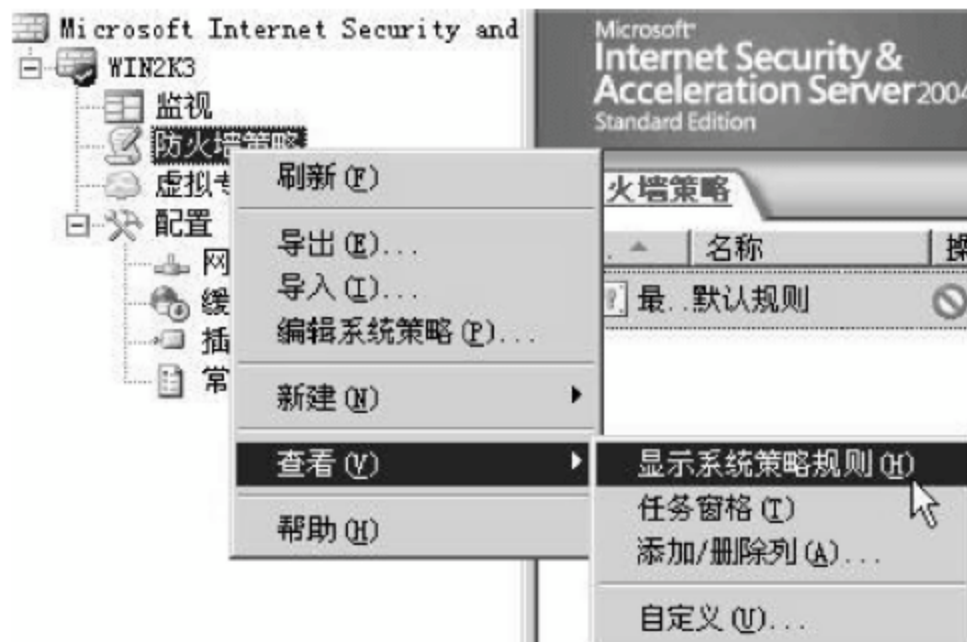 Microsoft Internet Security and
WIN2K3
监视
防火墙策略
虚拟专
配置
网
缓
插
常
Microsoft
Internet Security &
Acceleration Server 2004
Standard Edition
火墙策略
名称
操
最..默认规则
刷新(F)
导出(E)...
导入(I)...
编辑系统策略(P)...
新建(N)
查看(V)
帮助(H)
显示系统策略规则(H)
任务窗格(T)
添加/删除列(A)...
自定义(U)...